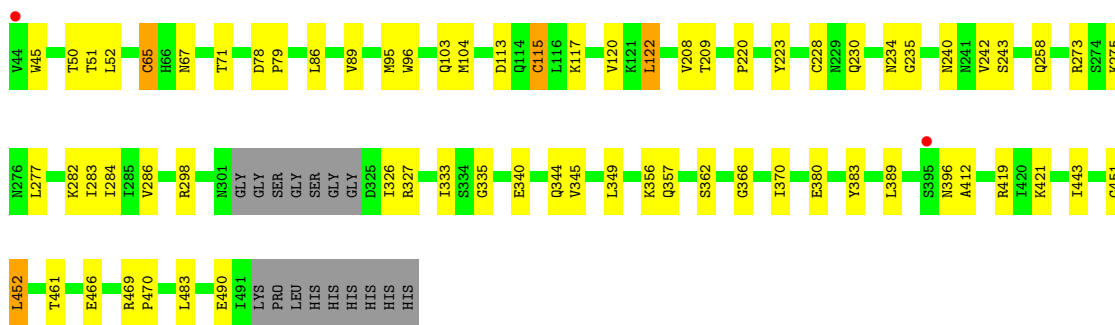 V44 W45 T50 T51 L52 C65 H66 N67 T71 D78 P79 L86 V89 M95 W96 Q103 M104 D113 Q114 C115 L116 K117 V120 K121 L122 V208 T209 P220 Y223 C228 N229 Q230 N234 G235 N240 N241 V242 S243 Q258 R273 S274 K275
N276 L277 K282 I283 I284 I285 V286 R298 N301 GLY GLY SER GLY SER GLY GLY D325 I326 R327 I333 S334 G335 E340 Q344 V345 L349 K356 Q357 S362 G366 I370 E380 Y383 L389 S395 N396 A412 R419 I420 K421 I443
L452 T461 E466 R469 P470 L483 E490 I491 LYS PRO LEU HIS HIS HIS HIS HIS HIS